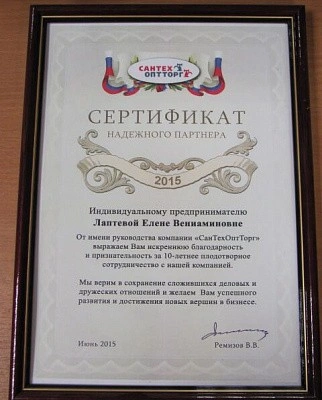 САНТЕХ
ОПТТОРГ
СЕРТИФИКАТ
НАДЕЖНОГО ПАРТНЕРА
2015
Индивидуальному предпринимателю
Лаптевой Елене Вениаминовне
От имени руководства компании «СанТехОптТорг»
выражаем Вам искреннюю благодарность
и признательность за 10-летнее плодотворное
сотрудничество с нашей компанией.
Мы верим в сохранение сложившихся деловых и
дружеских отношений и желаем Вам успешного
развития и достижения новых вершин в бизнесе.
Июнь 2015
Ремизов В.В.